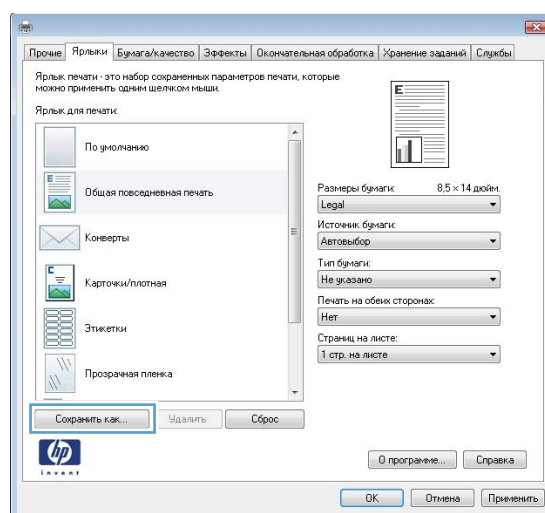 Прочие Ярлыки Бумага/качество Эффекты Окончательная обработка Хранение заданий Службы
Ярлык печати - это набор сохраненных параметров печати, которые
можно применить одним щелчком мыши.
Ярлык для печати:
По умолчанию
Общая повседневная печать
Конверты
Карточки/плотная
Этикетки
Прозрачная пленка
Сохранить как... Удалить Сброс
E
Размеры бумаги: 8,5 × 14 дюйм.
Legal
Источник бумаги:
Автовыбор
Тип бумаги:
Не указано
Печать на обеих сторонах:
Нет
Страниц на листе:
1 стр. на листе
hp
invent
О программе... Справка
OK Отмена Применить